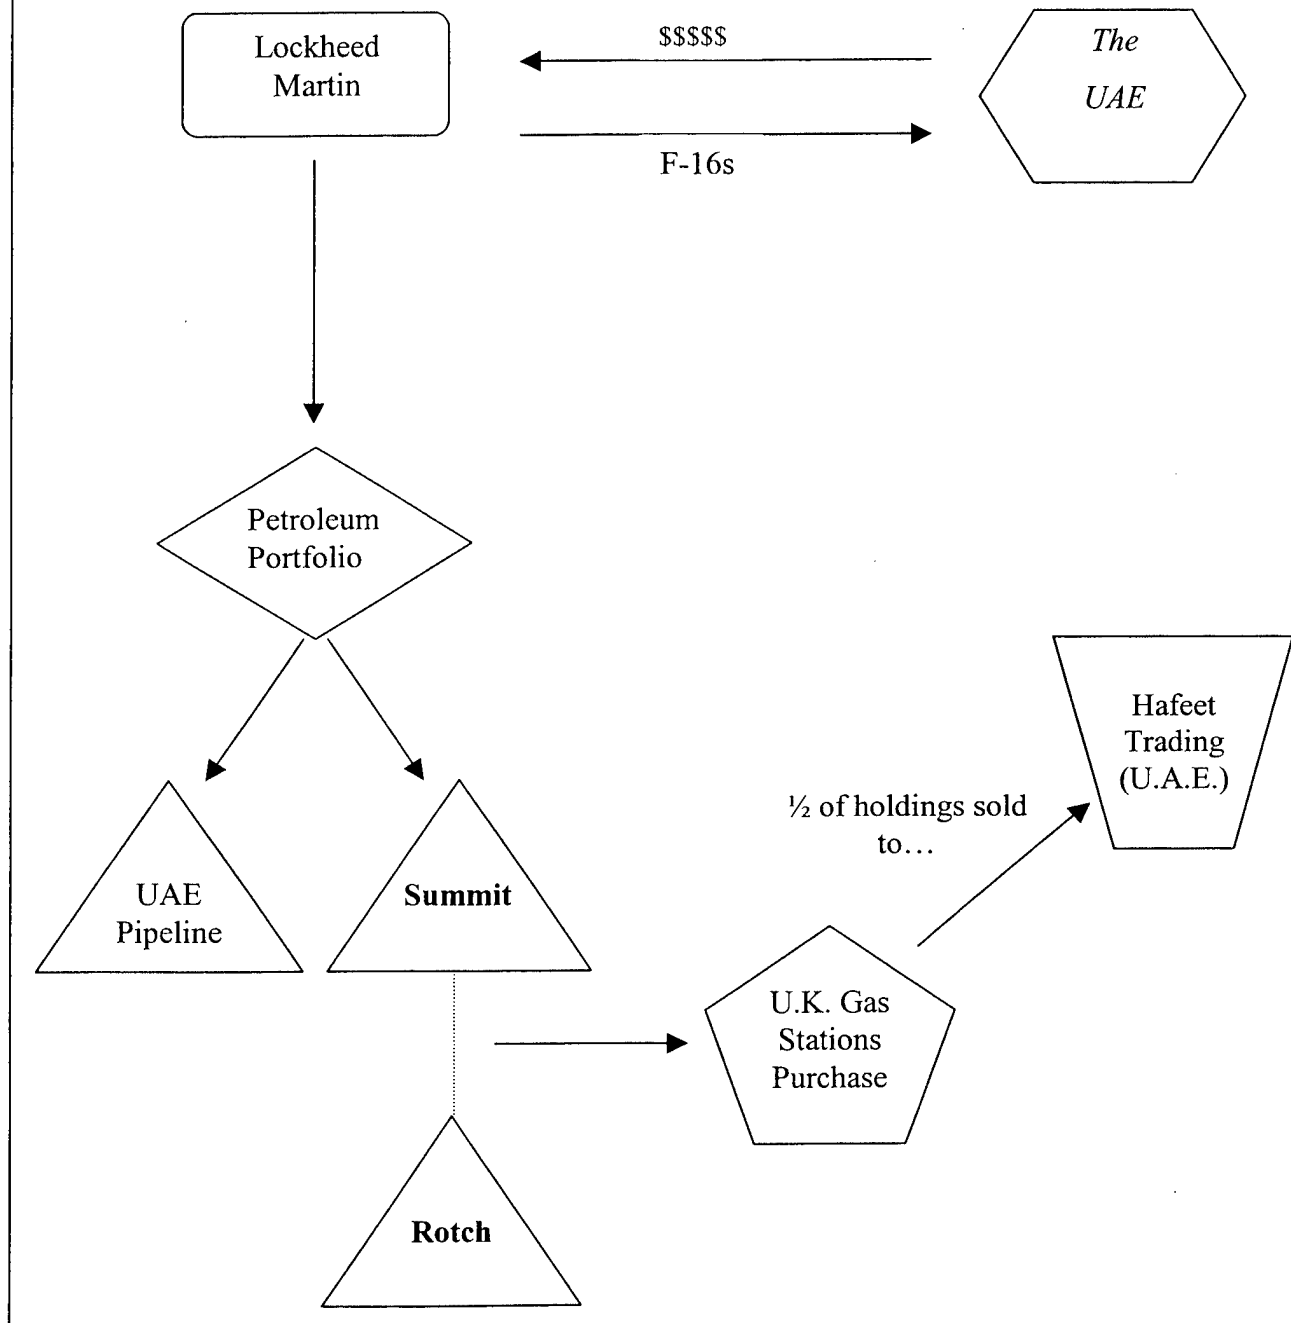 $$$$$
Lockheed
Martin
The
UAE
F-16s
Petroleum
Portfolio
Hafeet
Trading
(U.A.E.)
½ of holdings sold
to…
UAE
Pipeline
Summit
U.K. Gas
Stations
Purchase
Rotch